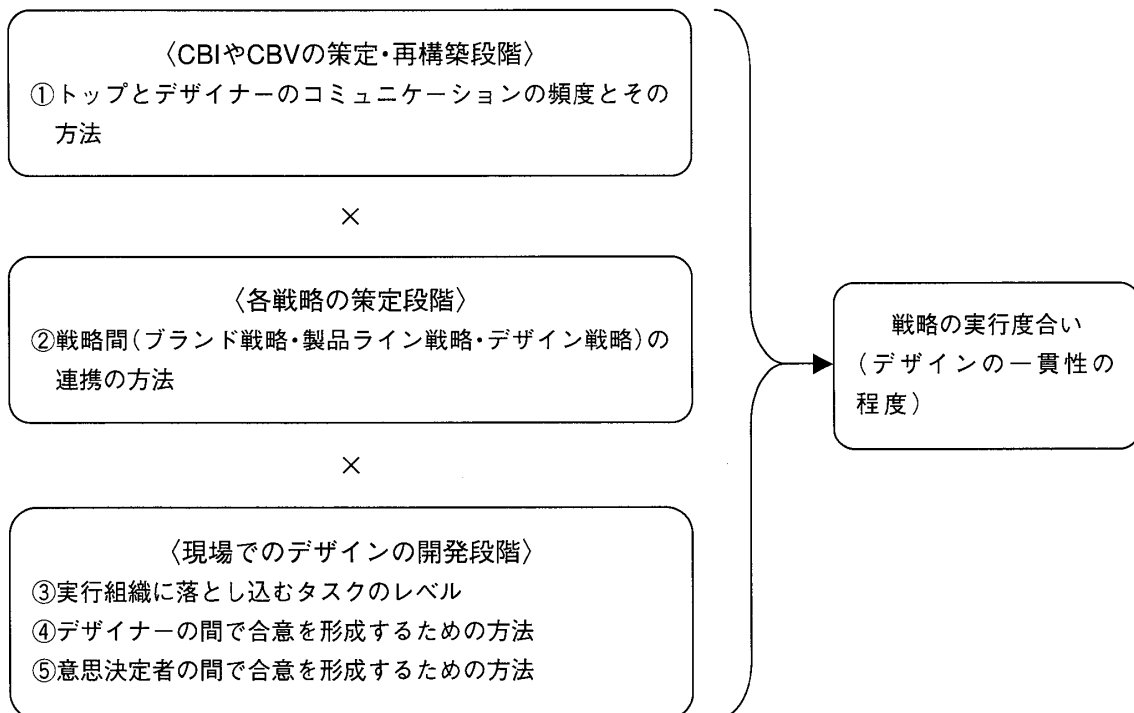 〈CBIやCBVの策定・再構築段階〉
①トップとデザイナーのコミュニケーションの頻度とその
方法
×
〈各戦略の策定段階〉
②戦略間(ブランド戦略・製品ライン戦略・デザイン戦略)の
連携の方法
×
〈現場でのデザインの開発段階〉
③実行組織に落とし込むタスクのレベル
④デザイナーの間で合意を形成するための方法
⑤意思決定者の間で合意を形成するための方法
戦略の実行度合い
(デザインの一貫性の
程度)